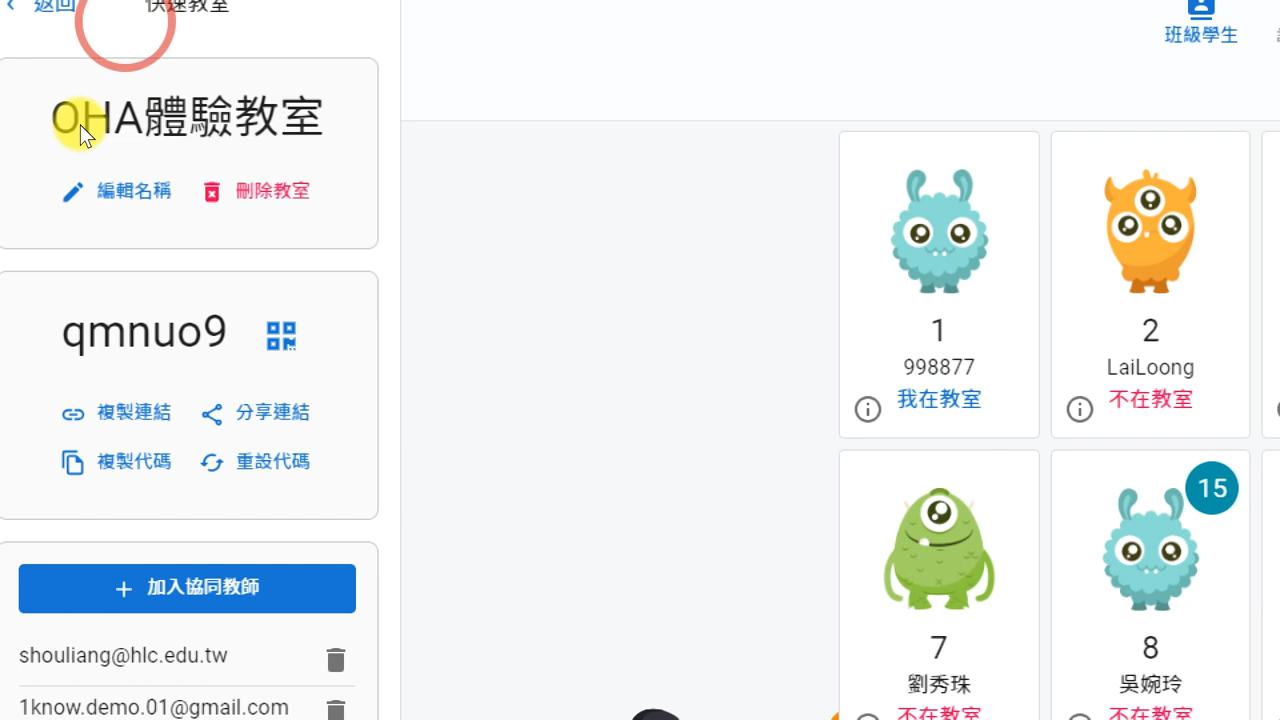 返回
快速教室
OHA體驗教室
編輯名稱
刪除教室
qmnuo9
複製連結
分享連結
複製代碼
重設代碼
+ 加入協同教師
shouliang@hlc.edu.tw
1know.demo.01@gmail.com
班級學生
1
998877
我在教室
2
LaiLoong
不在教室
7
劉秀珠
不在教室
15
8
吳婉玲
不在教室